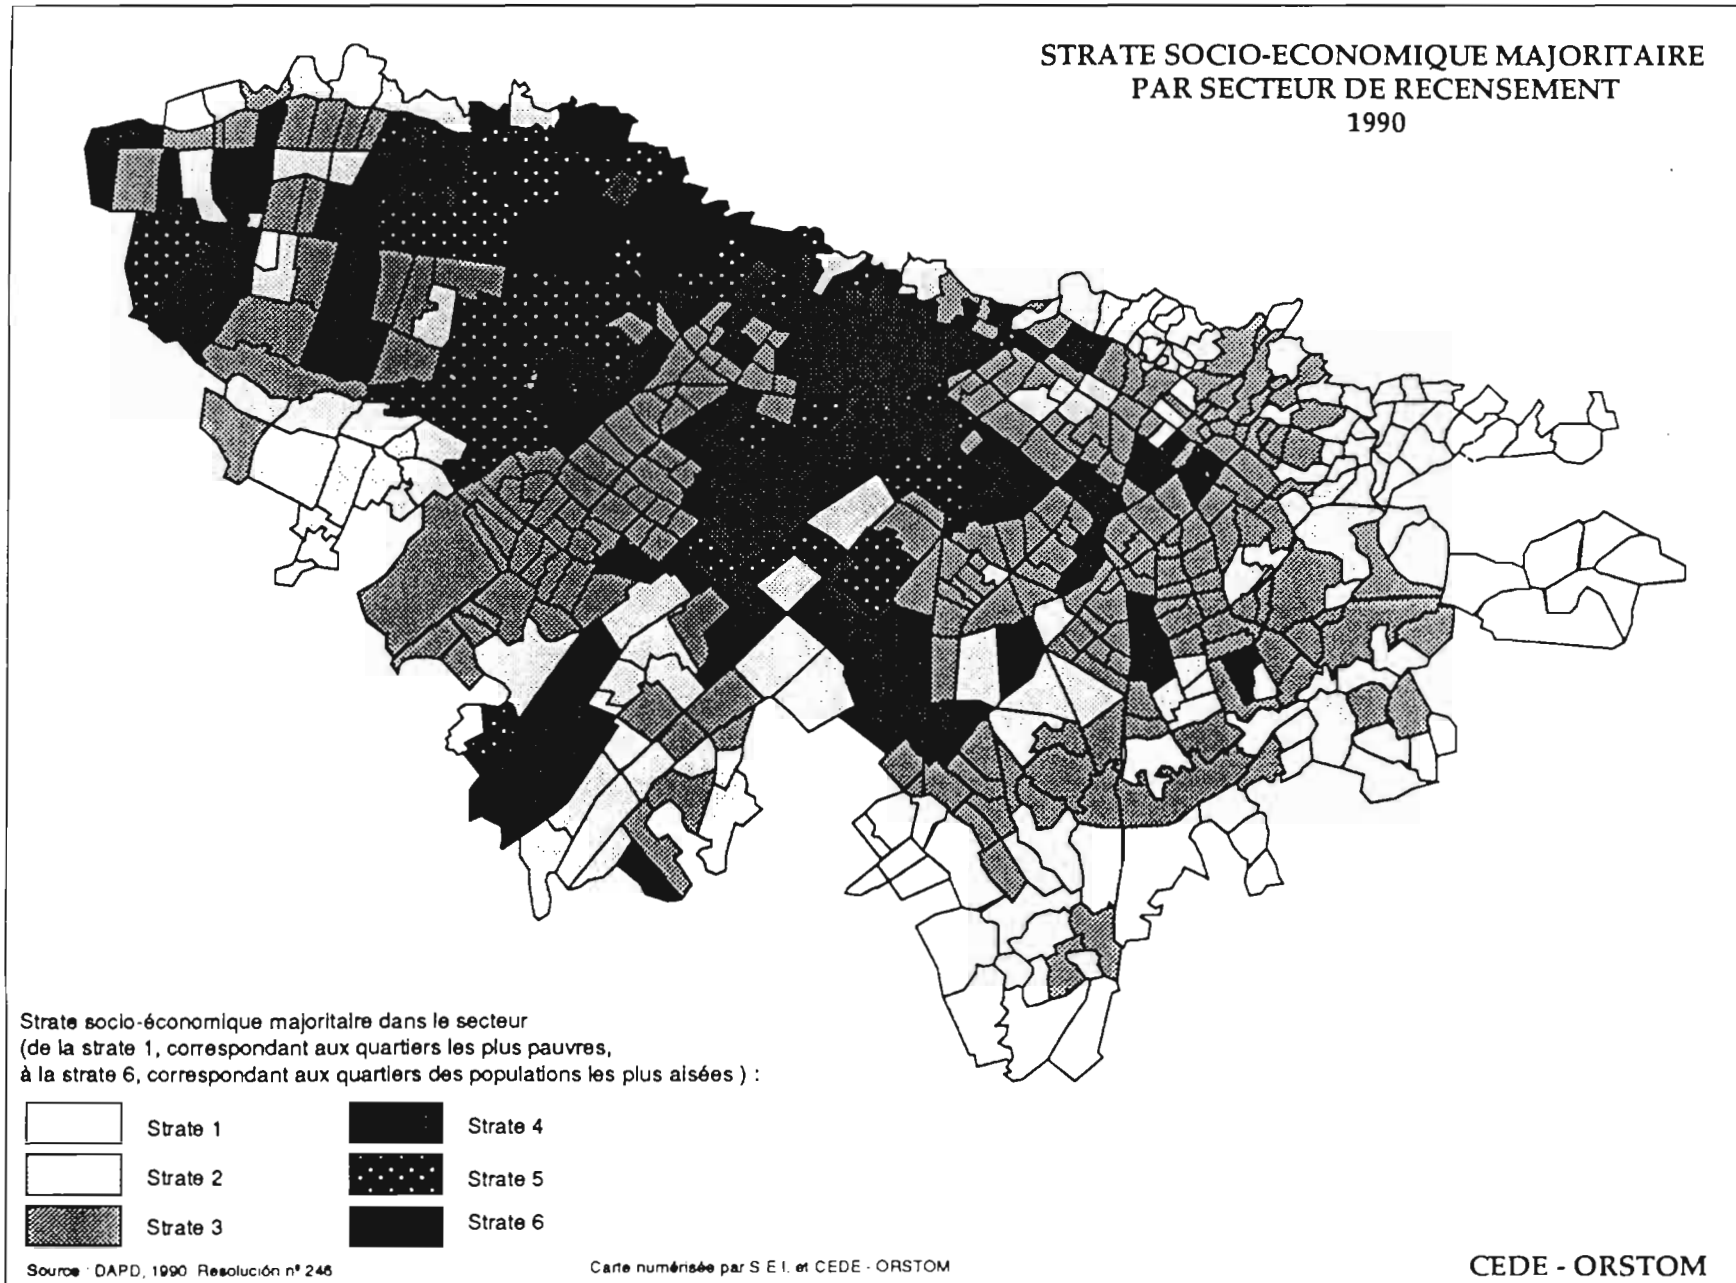 STRATE SOCIO-ECONOMIQUE MAJORITAIRE
PAR SECTEUR DE RECENSEMENT
1990
Strate socio-économique majoritaire dans le secteur
(de la strate 1, correspondant aux quartiers les plus pauvres,
à la strate 6, correspondant aux quartiers des populations les plus aisées ) :
Strate 1
Strate 2
Strate 3
Strate 4
Strate 5
Strate 6
Source : DAPD, 1990 Resolución n° 246
Carte numérisée par S E I. et CEDE - ORSTOM
CEDE - ORSTOM